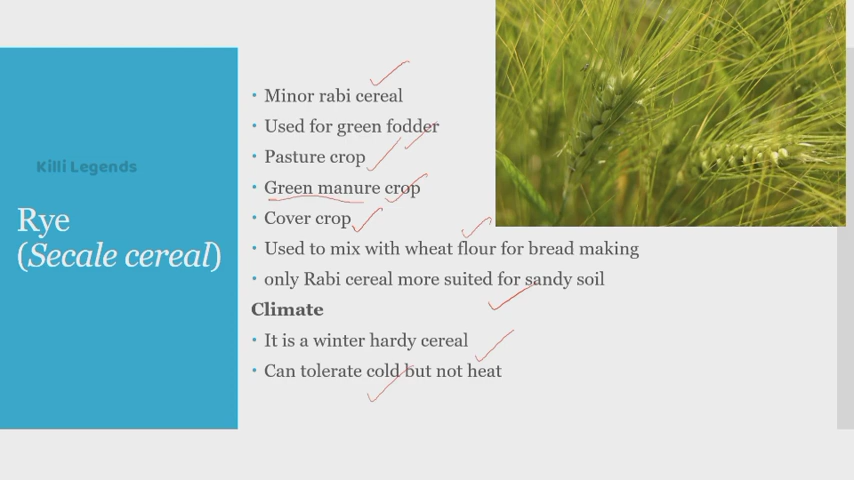 Killi Legends
Rye
(Secale cereal)
• Minor rabi cereal
• Used for green fodder
• Pasture crop
• Green manure crop
• Cover crop
• Used to mix with wheat flour for bread making
• only Rabi cereal more suited for sandy soil
Climate
• It is a winter hardy cereal
• Can tolerate cold but not heat